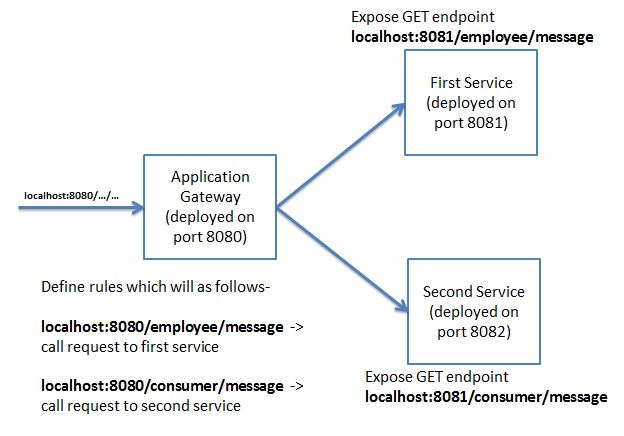 Expose GET endpoint
localhost:8081/employee/message
First Service
(deployed on
port 8081)
localhost:8080/.../...
Application
Gateway
(deployed on
port 8080)
Define rules which will as follows-
localhost:8080/employee/message ->
call request to first service
localhost:8080/consumer/message ->
call request to second service
Second Service
(deployed on
port 8082)
Expose GET endpoint
localhost:8081/consumer/message